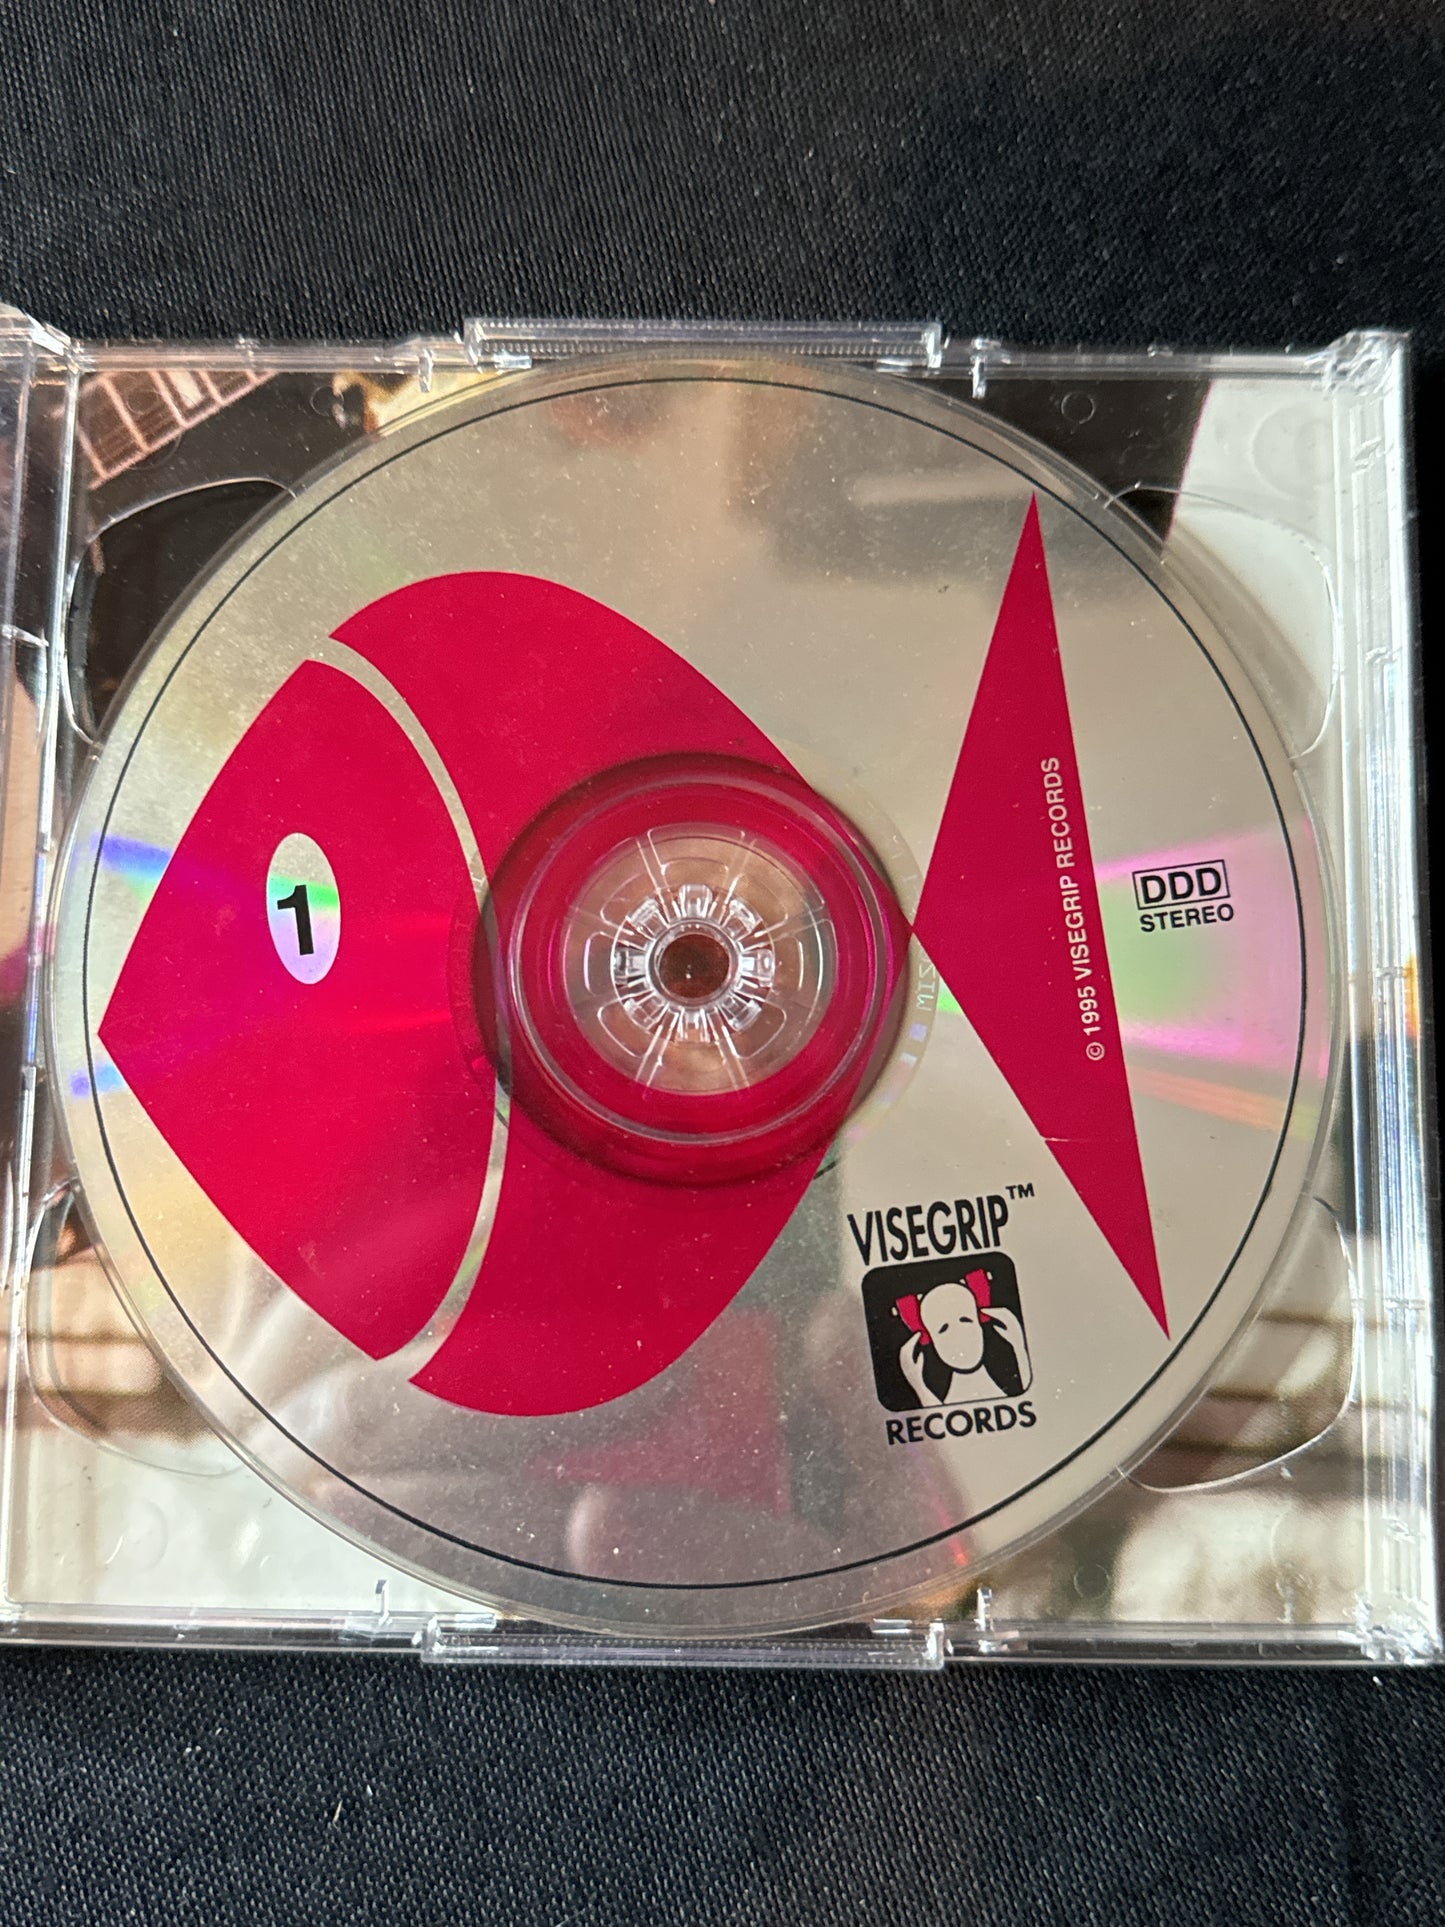 1
© 1995 VISEGRIP RECORDS
DDD
STEREO
VISEGRIP™
RECORDS